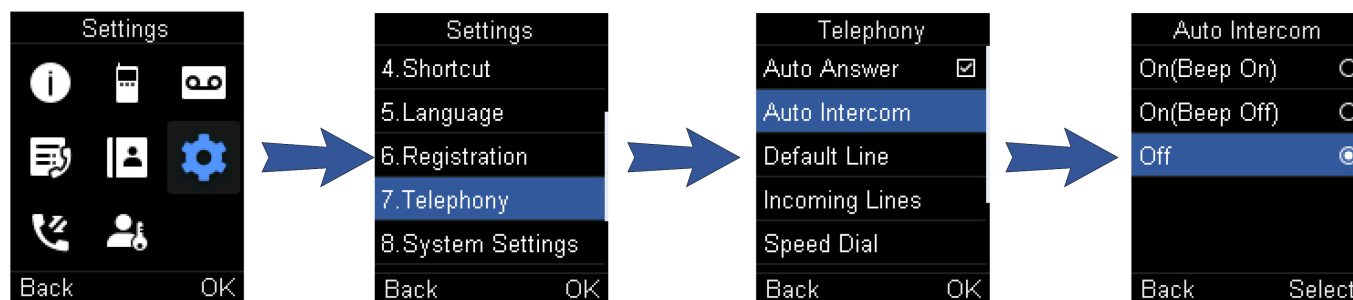 Settings
Back OK
Settings
4.Shortcut
5.Language
6.Registration
7.Telephony
8.System Settings
Back OK
Telephony
Auto Answer
Auto Intercom
Default Line
Incoming Lines
Speed Dial
Back OK
Auto Intercom
On(Beep On)
On(Beep Off)
Off
Back Select